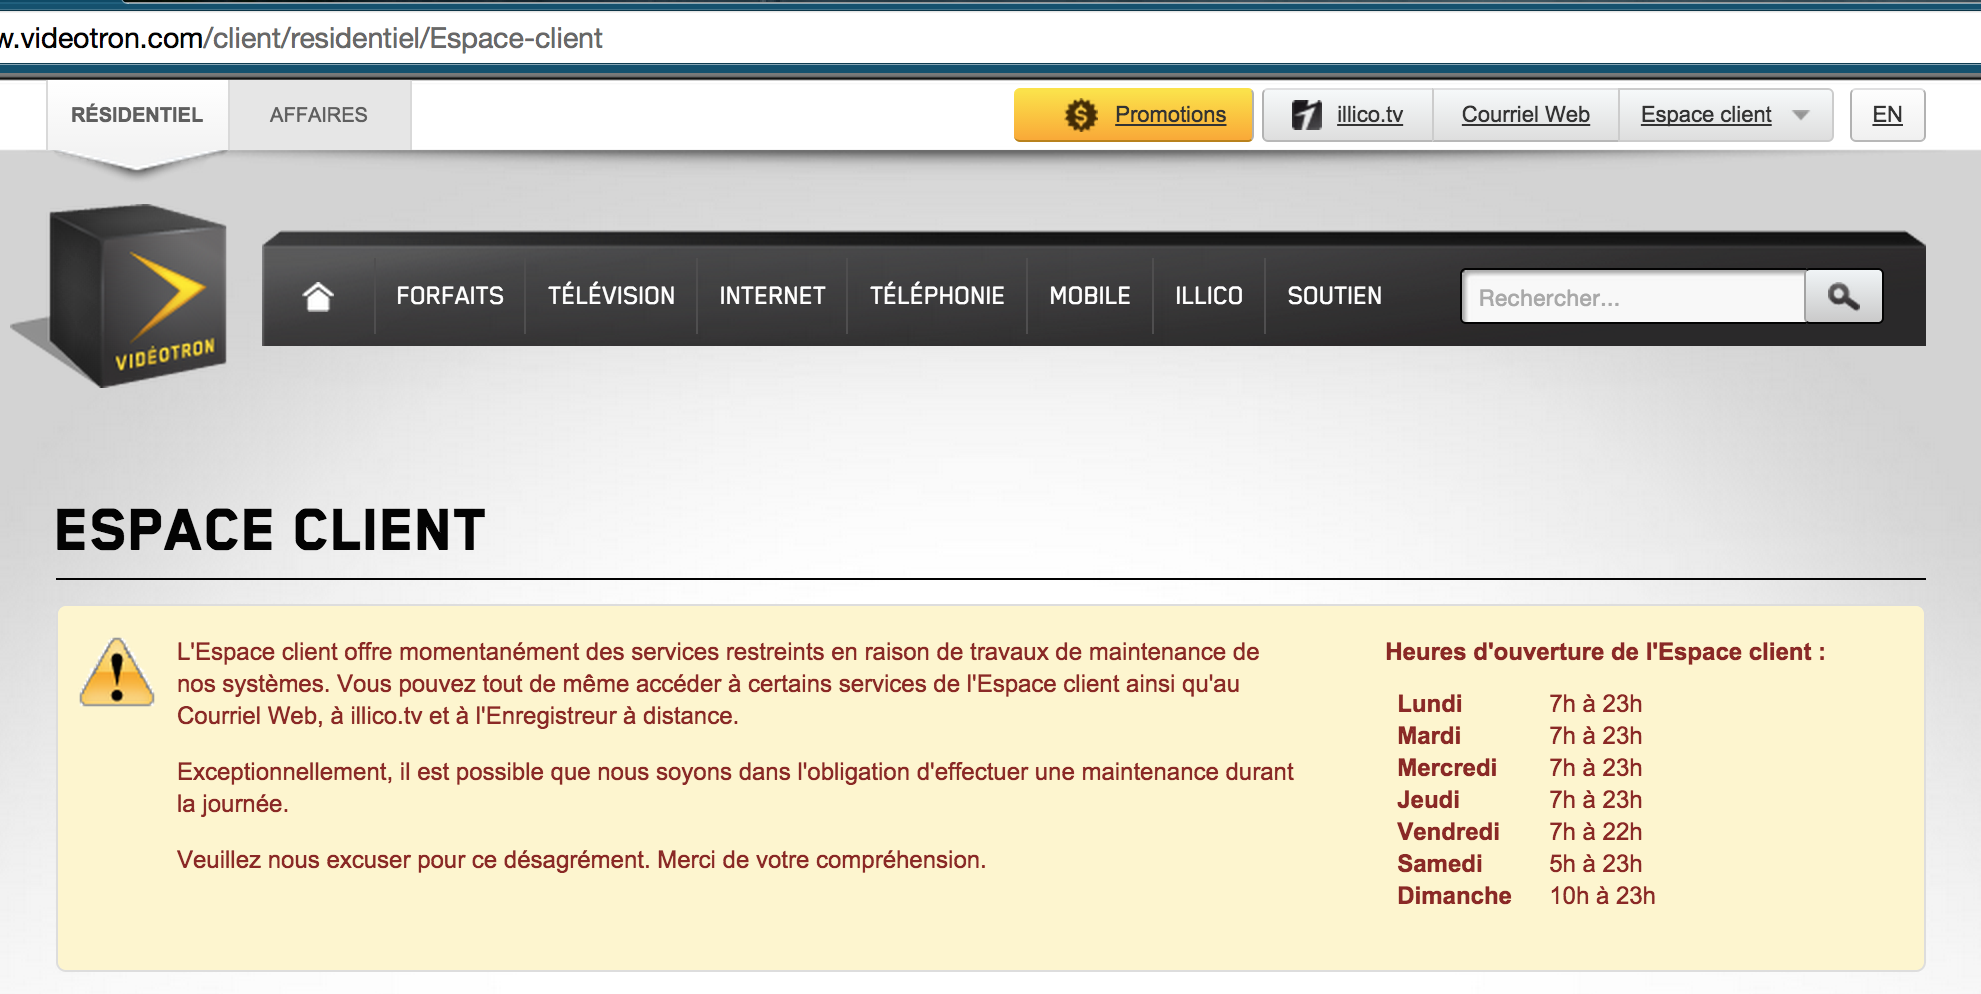 w.videotron.com/client/residentiel/Espace-client
RÉSIDENTIEL
AFFAIRES
Promotions
illico.tv
Courriel Web
Espace client
EN
VIDÉOTRON
FORFAITS
TÉLÉVISION
INTERNET
TÉLÉPHONIE
MOBILE
ILLICO
SOUTIEN
Rechercher...
ESPACE CLIENT
L'Espace client offre momentanément des services restreints en raison de travaux de maintenance de
nos systèmes. Vous pouvez tout de même accéder à certains services de l'Espace client ainsi qu'au
Courriel Web, à illico.tv et à l'Enregistreur à distance.
Exceptionnellement, il est possible que nous soyons dans l'obligation d'effectuer une maintenance durant
la journée.
Veuillez nous excuser pour ce désagrément. Merci de votre compréhension.
Heures d'ouverture de l'Espace client :
Lundi 7h à 23h
Mardi 7h à 23h
Mercredi 7h à 23h
Jeudi 7h à 23h
Vendredi 7h à 22h
Samedi 5h à 23h
Dimanche 10h à 23h